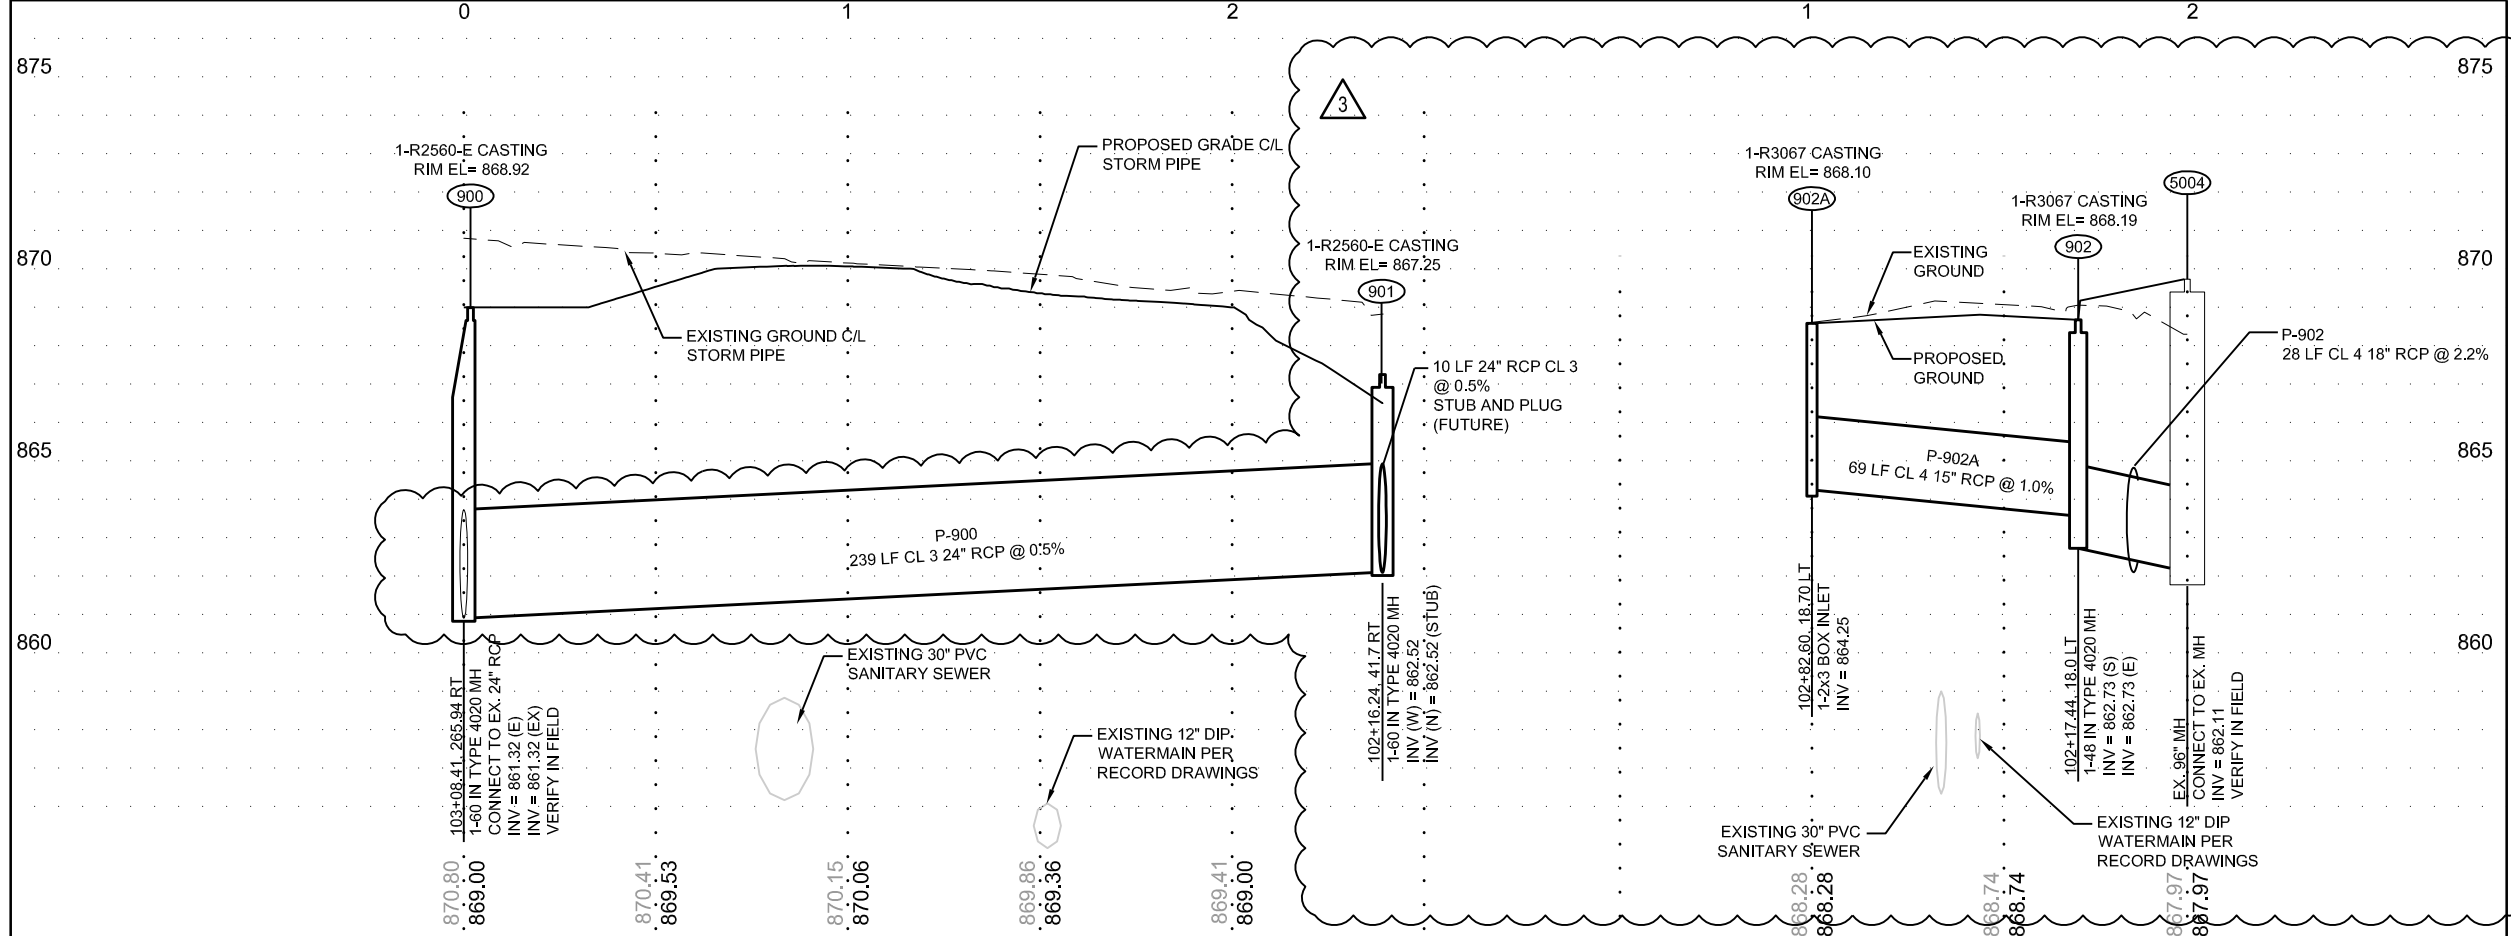 0 1 2 1 2
875 875
3
1-R2560-E CASTING
RIM EL= 868.92
900
PROPOSED GRADE C/L
STORM PIPE
1-R3067 CASTING
RIM EL= 868.10
902A
1-R3067 CASTING
RIM EL= 868.19
902
5004
870 870
1-R2560-E CASTING
RIM EL= 867.25
901
EXISTING
GROUND
EXISTING GROUND C/L
STORM PIPE
PROPOSED
GROUND
P-902
28 LF CL 4 18" RCP @ 2.2%
10 LF 24" RCP CL 3
@ 0.5%
STUB AND PLUG
(FUTURE)
865 865
P-902A
69 LF CL 4 15" RCP @ 1.0%
P-900
239 LF CL 3 24" RCP @ 0.5%
860 860
103+08.41, 265.94 RT
1-60 IN TYPE 4020 MH
CONNECT TO EX. 24" RCP
INV = 861.32 (E)
INV = 861.32 (EX)
VERIFY IN FIELD
EXISTING 30" PVC
SANITARY SEWER
EXISTING 12" DIP
WATERMAIN PER
RECORD DRAWINGS
102+16.24, 41.7 RT
1-60 IN TYPE 4020 MH
INV (W) = 862.52
INV (N) = 862.52 (STUB)
102+82.60, 18.70 LT
1-2x3 BOX INLET
INV = 864.25
102+17.44, 18.0 LT
1-48 IN TYPE 4020 MH
INV = 862.73 (S)
INV = 862.73 (E)
EX. 96" MH
CONNECT TO EX. MH
INV = 862.11
VERIFY IN FIELD
EXISTING 30" PVC
SANITARY SEWER
EXISTING 12" DIP
WATERMAIN PER
RECORD DRAWINGS
870.80
869.00
870.41
869.53
870.15
870.06
869.86
869.36
869.41
869.00
868.28
868.28
868.74
868.74
867.97
867.97